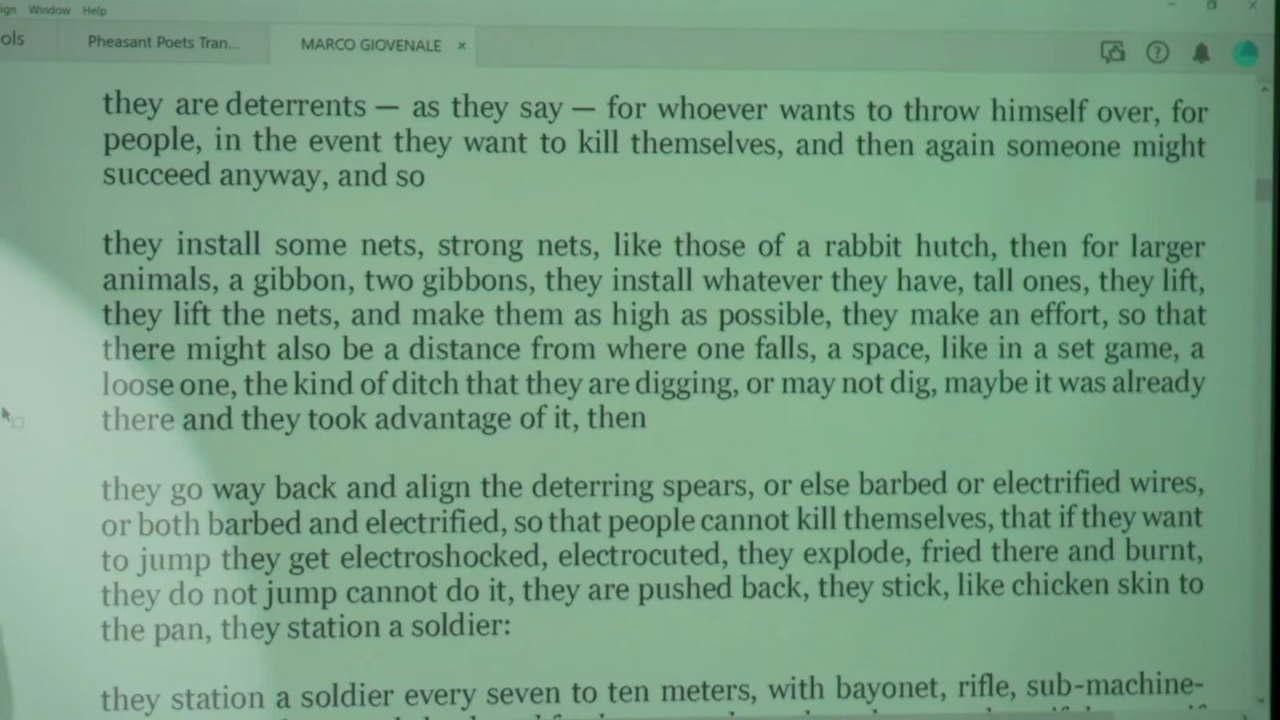 ign Window Help
ols Pheasant Poets Tran... MARCO GIOVENALE ×
they are deterrents — as they say — for whoever wants to throw himself over, for
people, in the event they want to kill themselves, and then again someone might
succeed anyway, and so
they install some nets, strong nets, like those of a rabbit hutch, then for larger
animals, a gibbon, two gibbons, they install whatever they have, tall ones, they lift,
they lift the nets, and make them as high as possible, they make an effort, so that
there might also be a distance from where one falls, a space, like in a set game, a
loose one, the kind of ditch that they are digging, or may not dig, maybe it was already
there and they took advantage of it, then
they go way back and align the deterring spears, or else barbed or electrified wires,
or both barbed and electrified, so that people cannot kill themselves, that if they want
to jump they get electroshocked, electrocuted, they explode, fried there and burnt,
they do not jump cannot do it, they are pushed back, they stick, like chicken skin to
the pan, they station a soldier:
they station a soldier every seven to ten meters, with bayonet, rifle, sub-machine-